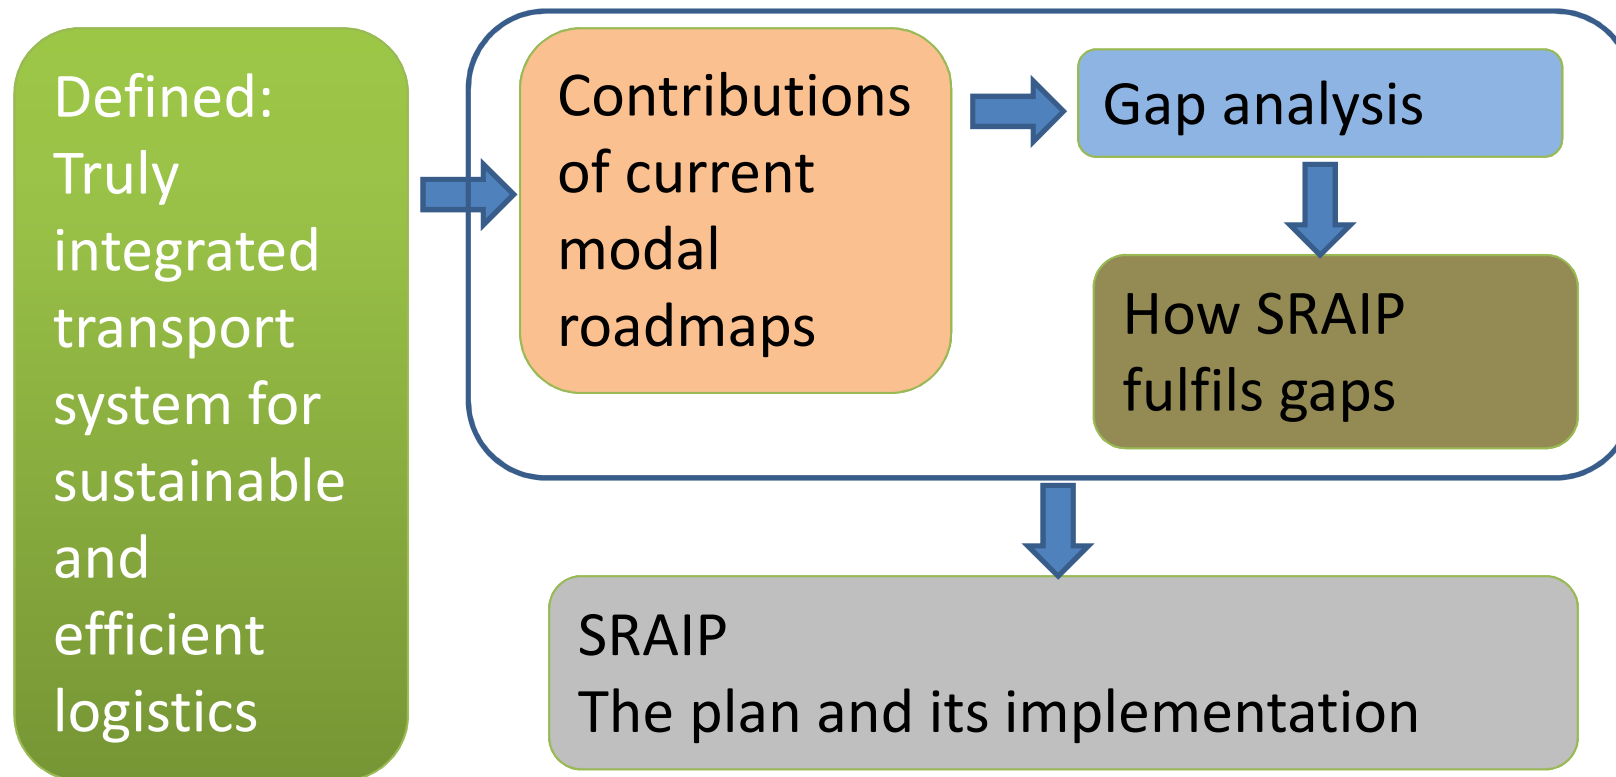 Defined:
Truly
integrated
transport
system for
sustainable
and
efficient
logistics
Contributions
of current
modal
roadmaps
Gap analysis
How SRAIP
fulfils gaps
SRAIP
The plan and its implementation